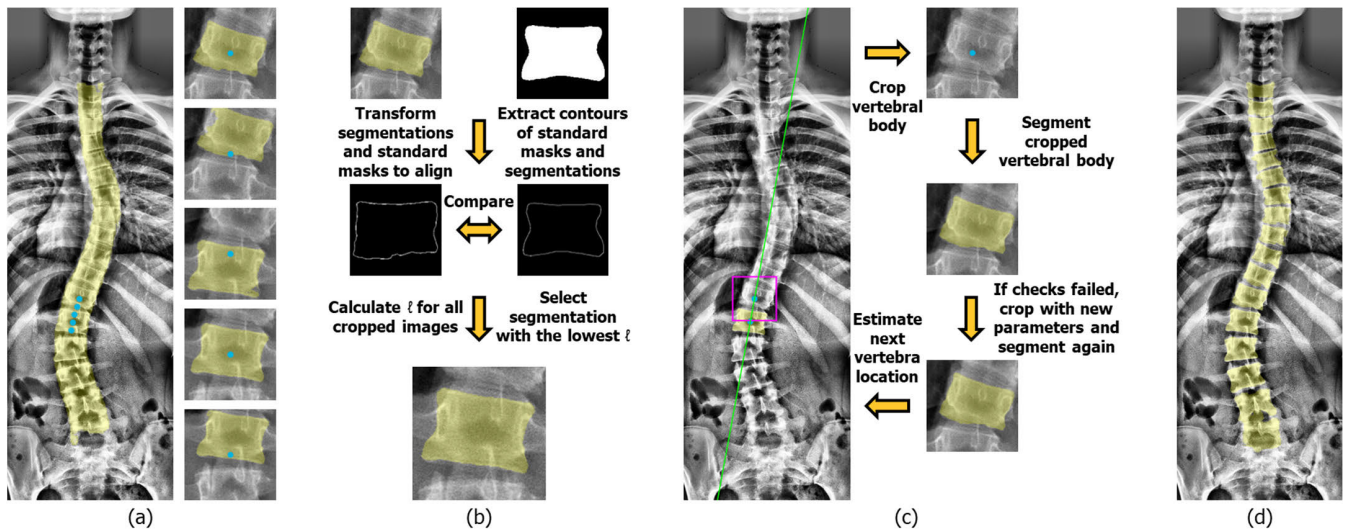 Transform
segmentations
and standard
masks to align
Extract contours
of standard
masks and
segmentations
Compare
Calculate ℓ for all
cropped images
Select
segmentation
with the lowest ℓ
Crop
vertebral
body
Segment
cropped
vertebral body
If checks failed,
crop with new
parameters and
segment again
Estimate
next
vertebra
location
(a)
(b)
(c)
(d)